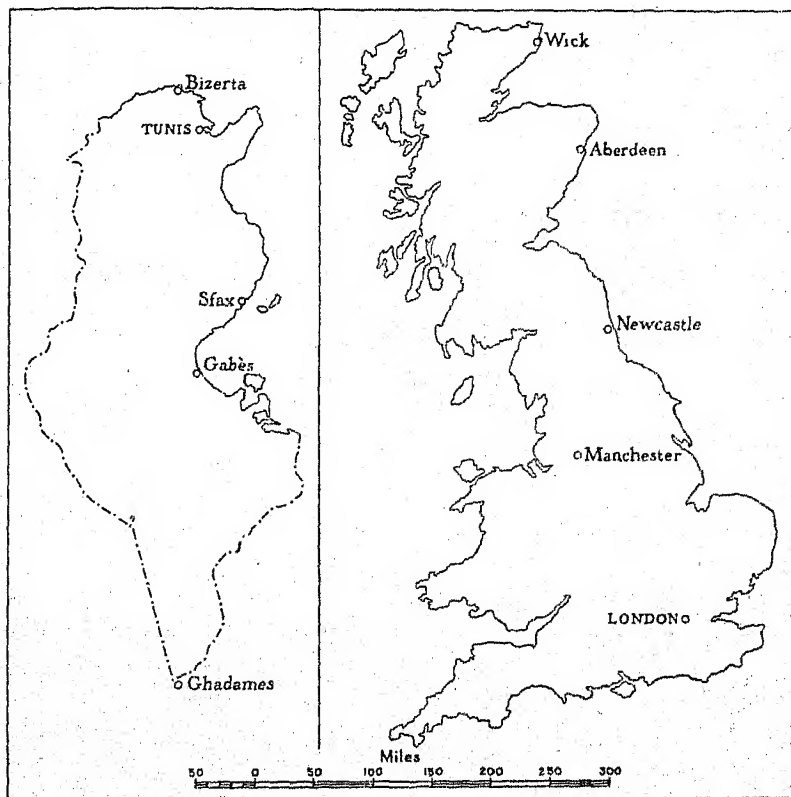 Bizerta
TUNIS
Sfax
Gabès
Ghadames
Wick
Aberdeen
Newcastle
Manchester
LONDON
Miles
50 0 50 100 150 200 250 300